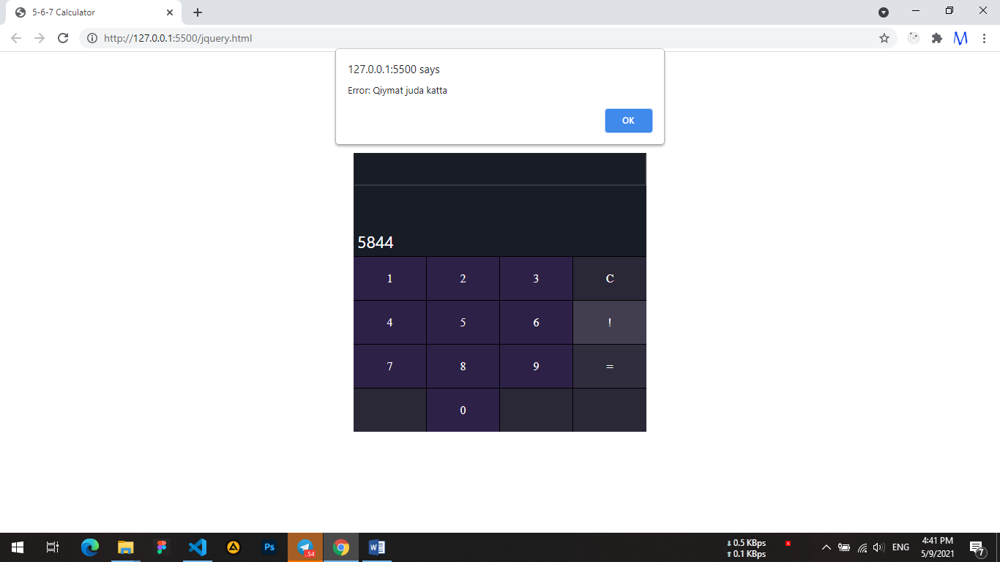 5-6-7 Calculator
http://127.0.0.1:5500/jquery.html
127.0.0.1:5500 says
Error: Qiymat juda katta
OK
5844
1 2 3 C
4 5 6 !
7 8 9 =
0
0.5 KBps
0.1 KBps
ENG
4:41 PM
5/9/2021
7
Ps
..54
W